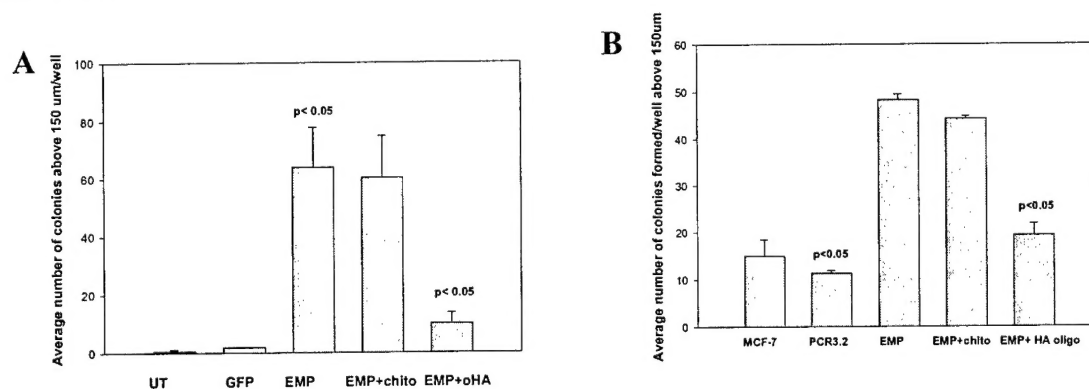 A
Average number of colonies above 150 um/well
100
80
60
40
20
0
p< 0.05
p< 0.05
UT GFP EMP EMP+chito EMP+oHA
B
Average number of colonies formed/well above 150um
60
50
40
30
20
10
0
p<0.05
p<0.05
MCF-7 PCR3.2 EMP EMP+chito EMP+ HA oligo